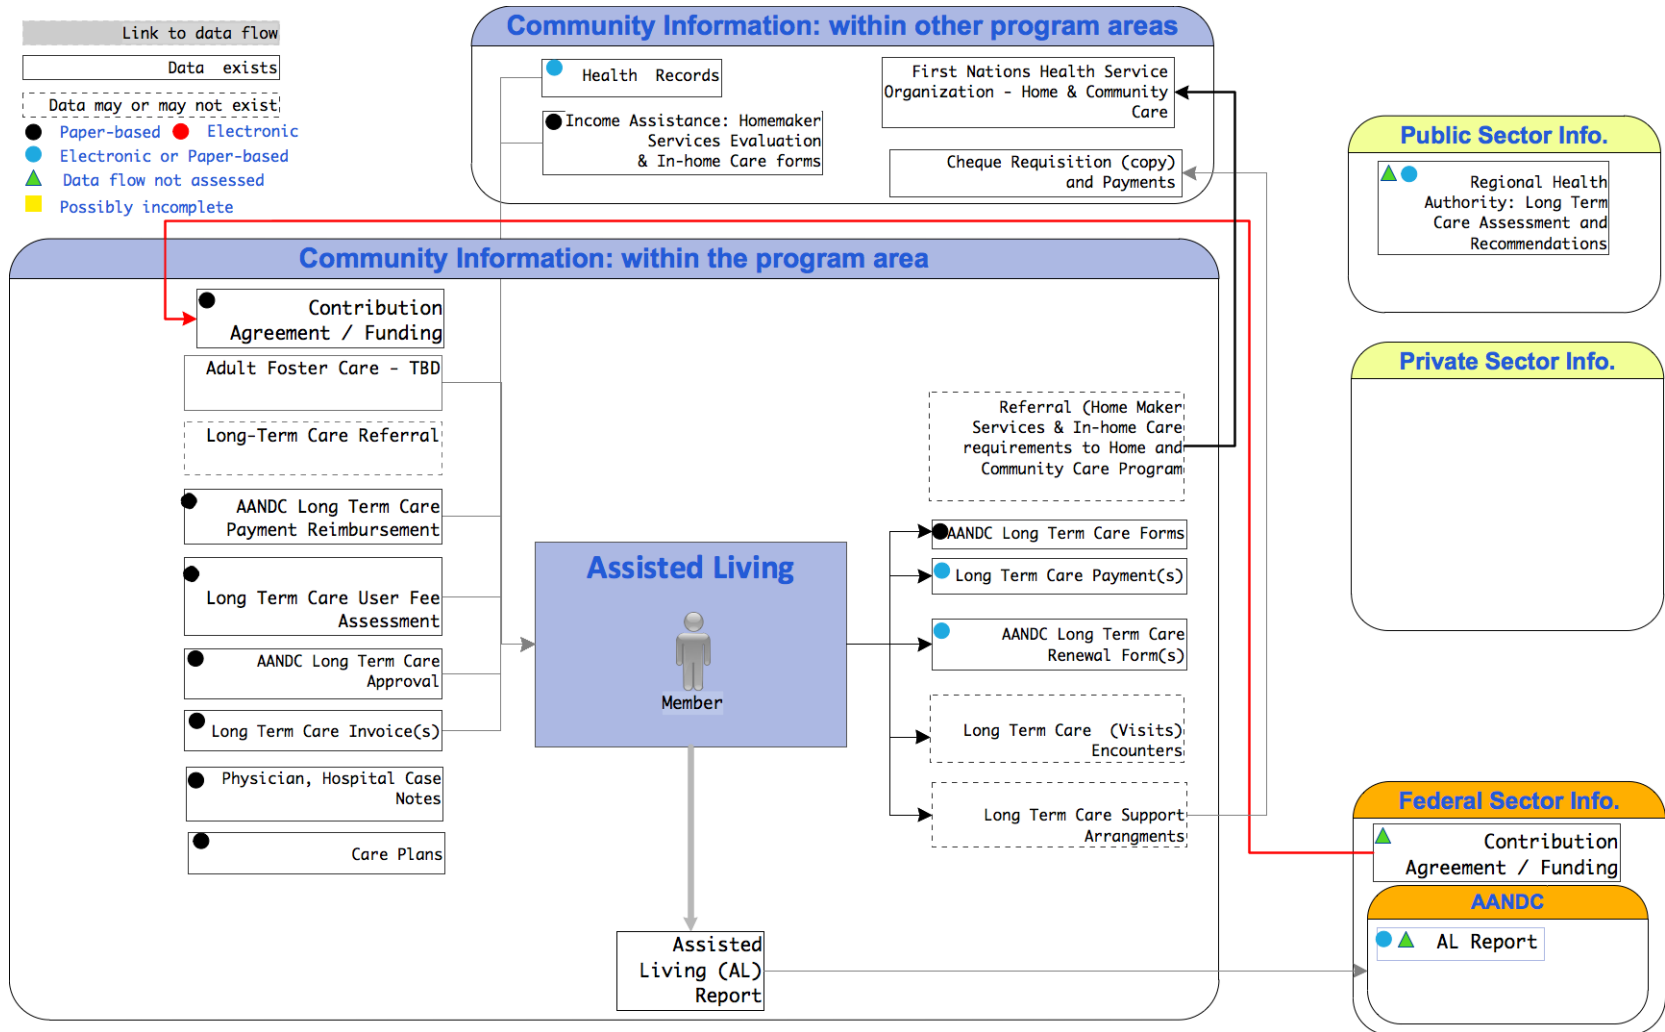 Link to data flow
Data exists
Data may or may not exist
Paper-based
Electronic
Electronic or Paper-based
Data flow not assessed
Possibly incomplete
Community Information: within other program areas
Health Records
Income Assistance: Homemaker
Services Evaluation
& In-home Care forms
First Nations Health Service
Organization - Home & Community
Care
Cheque Requisition (copy)
and Payments
Public Sector Info.
Regional Health
Authority: Long Term
Care Assessment and
Recommendations
Community Information: within the program area
Contribution
Agreement / Funding
Adult Foster Care - TBD
Long-Term Care Referral
AANDC Long Term Care
Payment Reimbursement
Long Term Care User Fee
Assessment
AANDC Long Term Care
Approval
Long Term Care Invoice(s)
Physician, Hospital Case
Notes
Care Plans
Assisted Living
Member
Assisted
Living (AL)
Report
Referral (Home Maker
Services & In-home Care
requirements to Home and
Community Care Program
AANDC Long Term Care Forms
Long Term Care Payment(s)
AANDC Long Term Care
Renewal Form(s)
Long Term Care (Visits)
Encounters
Long Term Care Support
Arrangments
Private Sector Info.
Federal Sector Info.
Contribution
Agreement / Funding
AANDC
AL Report